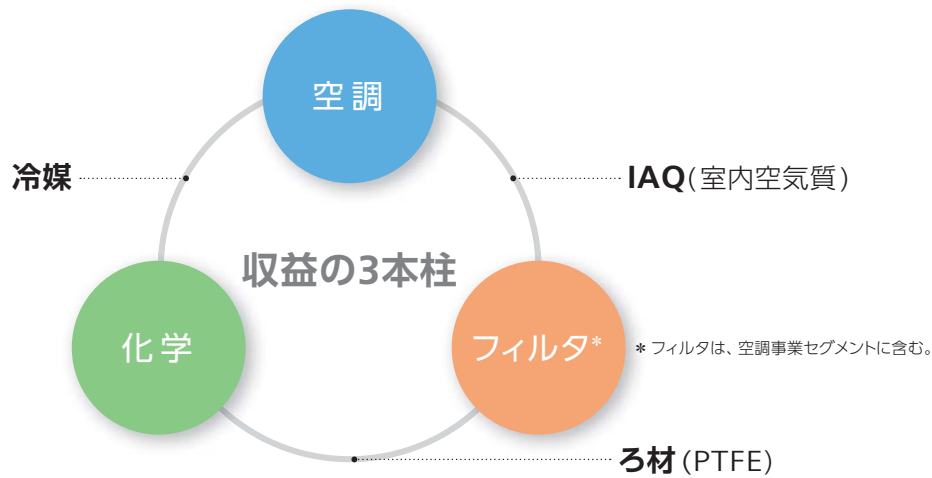 空調
冷媒
IAQ(室内空気質)
収益の3本柱
化学
フィルタ*
* フィルタは、空調事業セグメントに含む。
ろ材(PTFE)